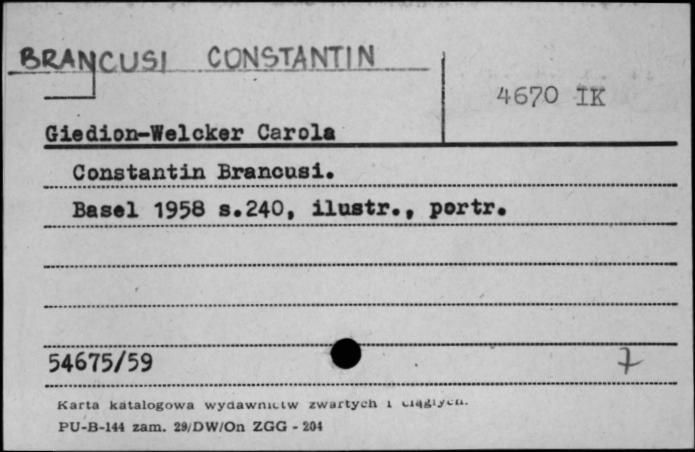 BRANCUSI CONSTANTIN
4670 IK
Giedion-Welcker Carola
Constantin Brancusi.
Basel 1958 s.240, ilustr., portr.
54675/59
7
Karta katalogowa wydawnictw zwartych i ciągłych.
PU-B-144 zam. 29/DW/On ZGG - 204